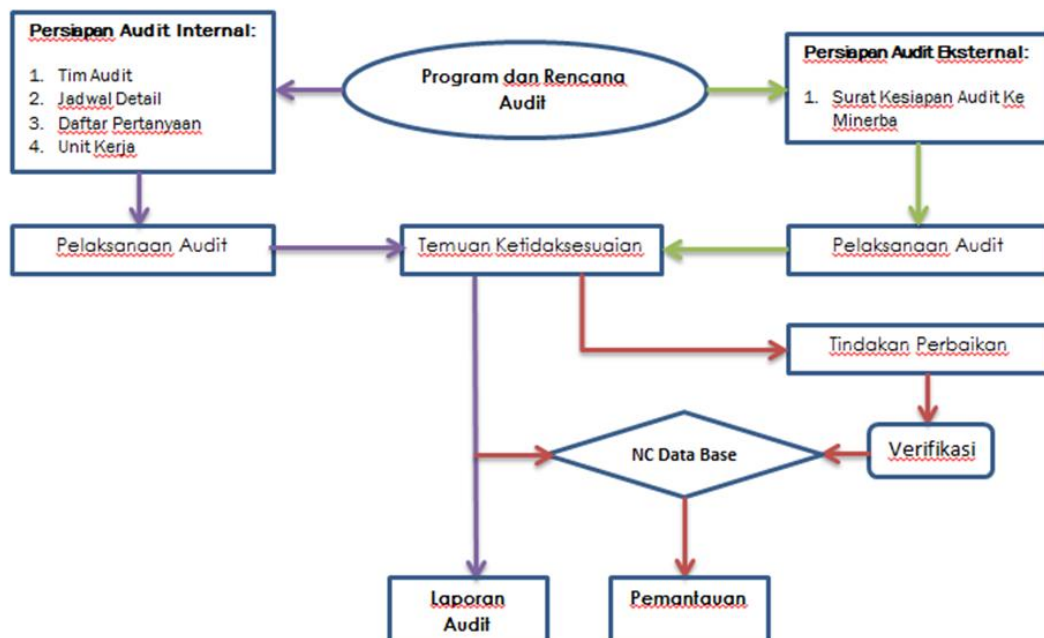 Persiapan Audit Internal:
1. Tim Audit
2. Jadwal Detail
3. Daftar Pertanyaan
4. Unit Kerja
Program dan Rencana
Audit
Persiapan Audit Eksternal:
1. Surat Kesiapan Audit Ke
Minerba
Pelaksanaan Audit
Temuan Ketidaksesuaian
Pelaksanaan Audit
Tindakan Perbaikan
NC Data Base
Verifikasi
Laporan
Audit
Pemantauan